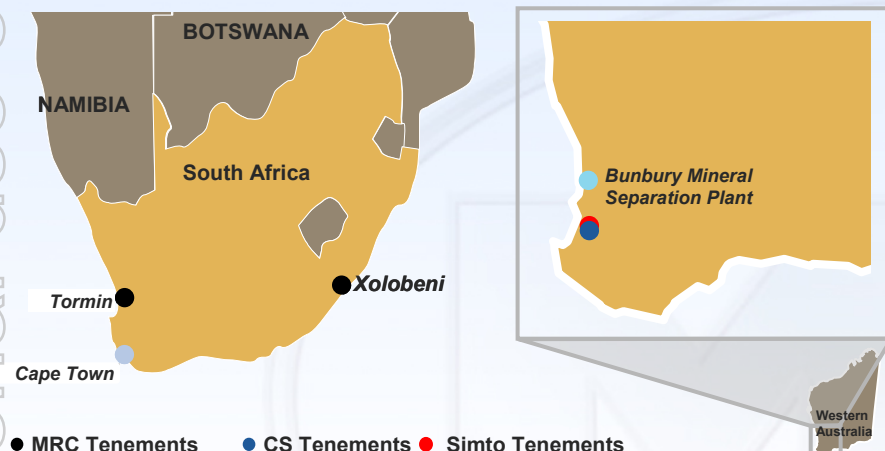 BOTSWANA
NAMIBIA
South Africa
Tormin
Xolobeni
Cape Town
Bunbury Mineral
Separation Plant
Western
Australia
MRC Tenements
CS Tenements
Simto Tenements